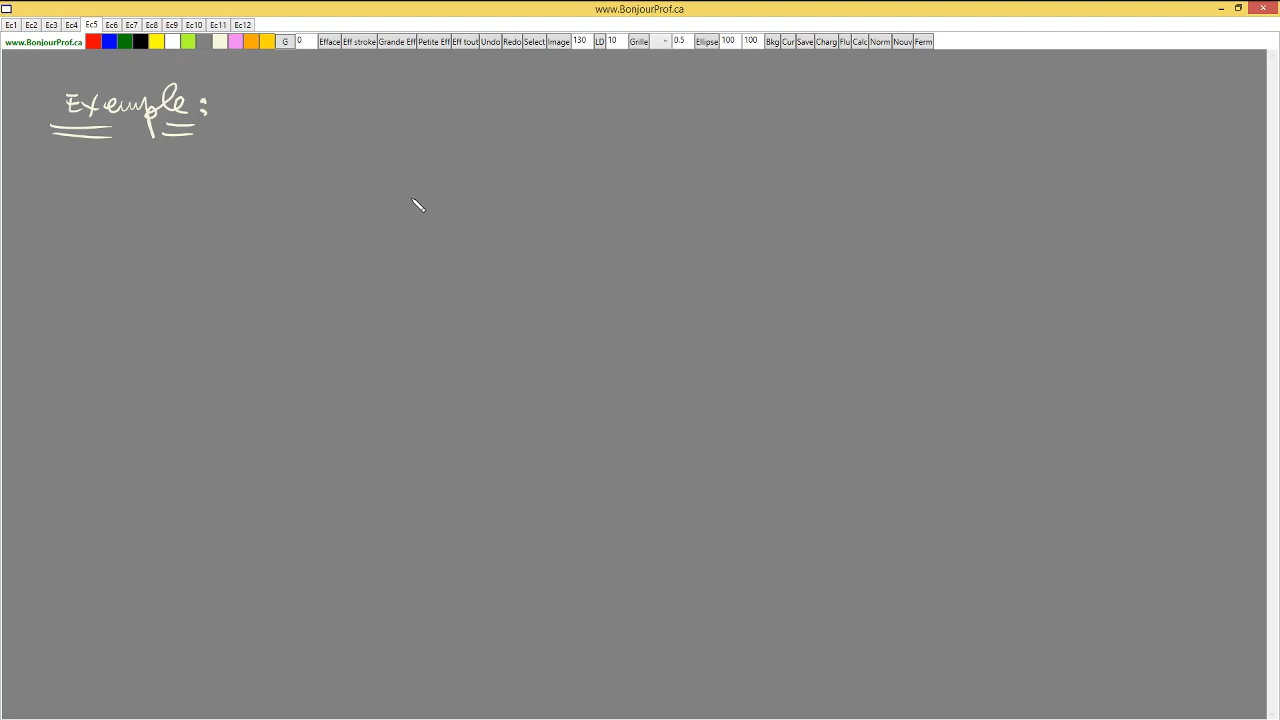 www.BonjourProf.ca
Ec1 Ec2 Ec3 Ec4 Ec5 Ec6 Ec7 Ec8 Ec9 Ec10 Ec11 Ec12
www.BonjourProf.ca G 0 Efface Eff stroke Grande Eff Petite Eff Eff tout Undo Redo Select Image 130 LD 10 Grille 0.5 Ellipse 100 100 Bkg Cur Save Charg Flu Calc Norm Nouv Ferm
Exemple :